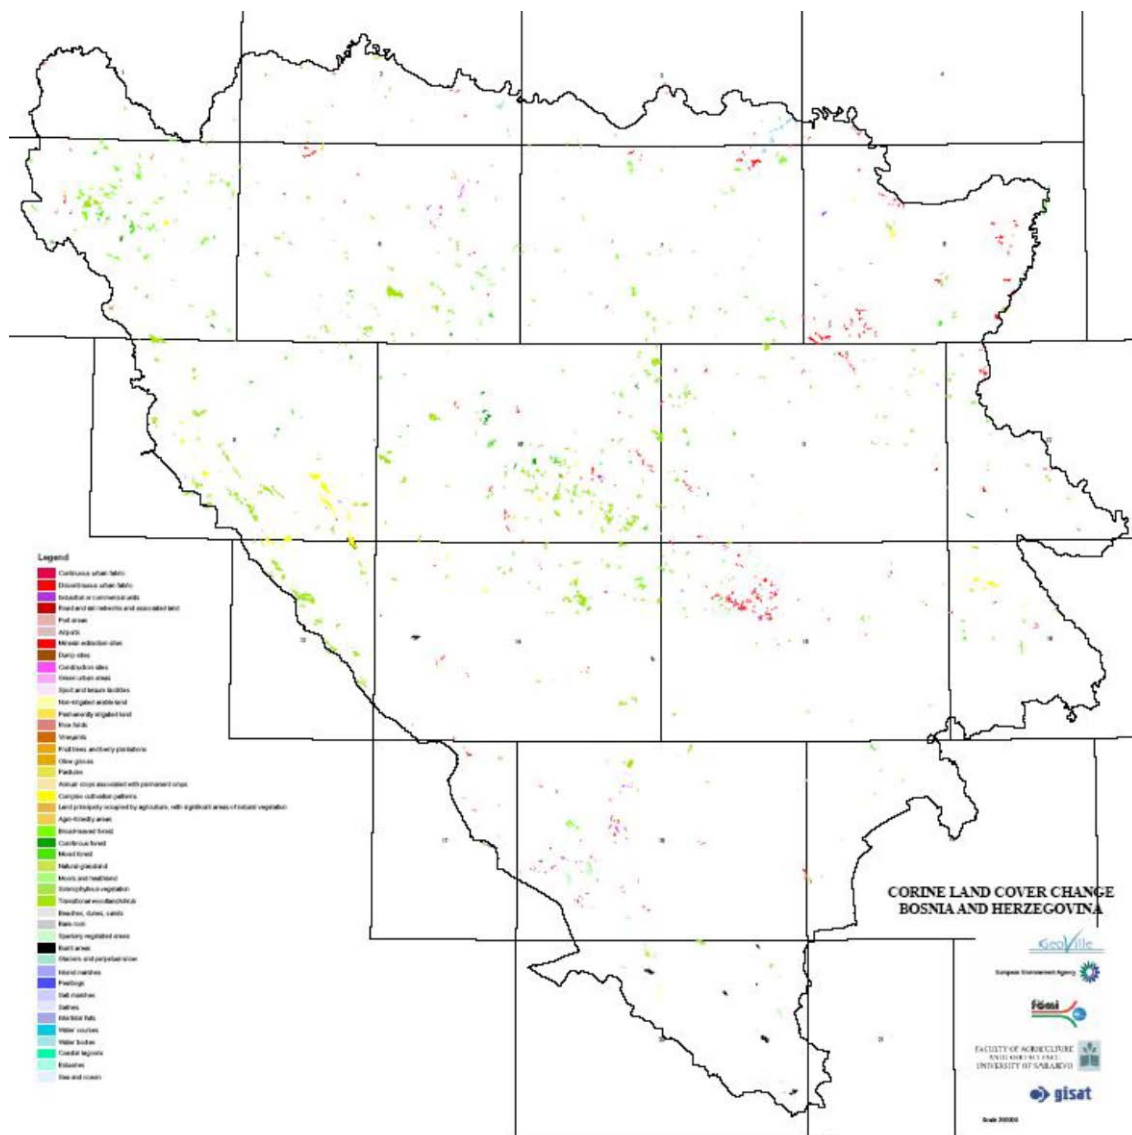 1
2
3
4
6
7
Legend
Continuous urban fabric
Discontinuous urban fabric
Industrial or commercial units
Road and rail networks and associated land
Port areas
Airports
Mineral extraction sites
Dump sites
Construction sites
Green urban areas
Sport and leisure facilities
Non-irrigated arable land
Permanently irrigated land
Rice fields
Vineyards
Fruit trees and berry plantations
Olive groves
Pastures
Annual crops associated with permanent crops
Complex cultivation patterns
Land principally occupied by agriculture, with significant areas of natural vegetation
Agro-forestry areas
Broad-leaved forest
Coniferous forest
Mixed forest
Natural grassland
Moors and heathland
Sclerophyllous vegetation
Transitional woodland/shrub
Beaches, dunes, sands
Bare rock
Sparsely vegetated areas
Burnt areas
Glaciers and perpetual snow
Inland marshes
Peatbogs
Salt marshes
Salines
Intertidal flats
Water courses
Water bodies
Coastal lagoons
Estuaries
Sea and ocean
CORINE LAND COVER CHANGE
BOSNIA AND HERZEGOVINA
GeoVille
European Environment Agency
fömi
FACULTY OF AGRICULTURE
UNIVERSITY OF SARAJEVO
gisat